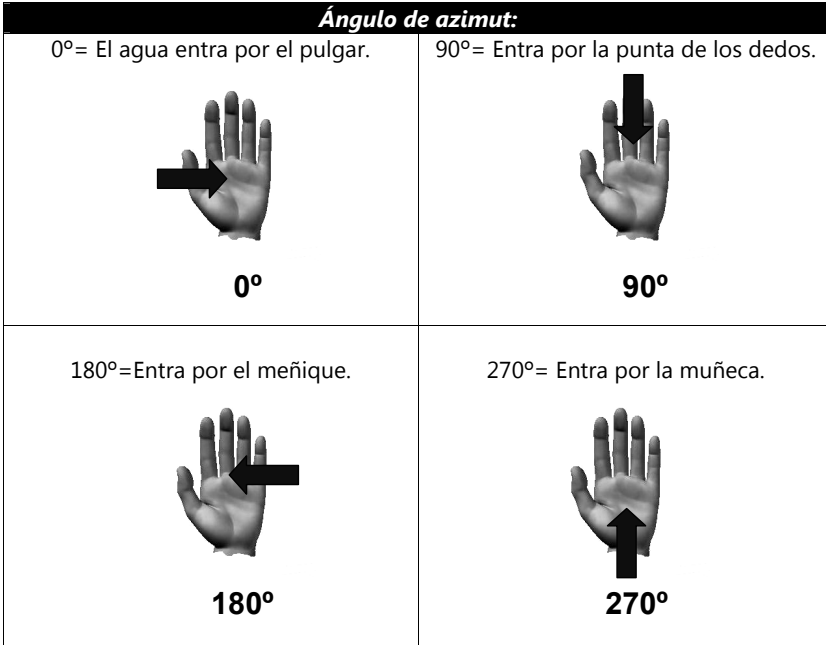 Ángulo de azimut:
0º= El agua entra por el pulgar.
90º= Entra por la punta de los dedos.
0º
90º
180º=Entra por el meñique.
270º= Entra por la muñeca.
180º
270º